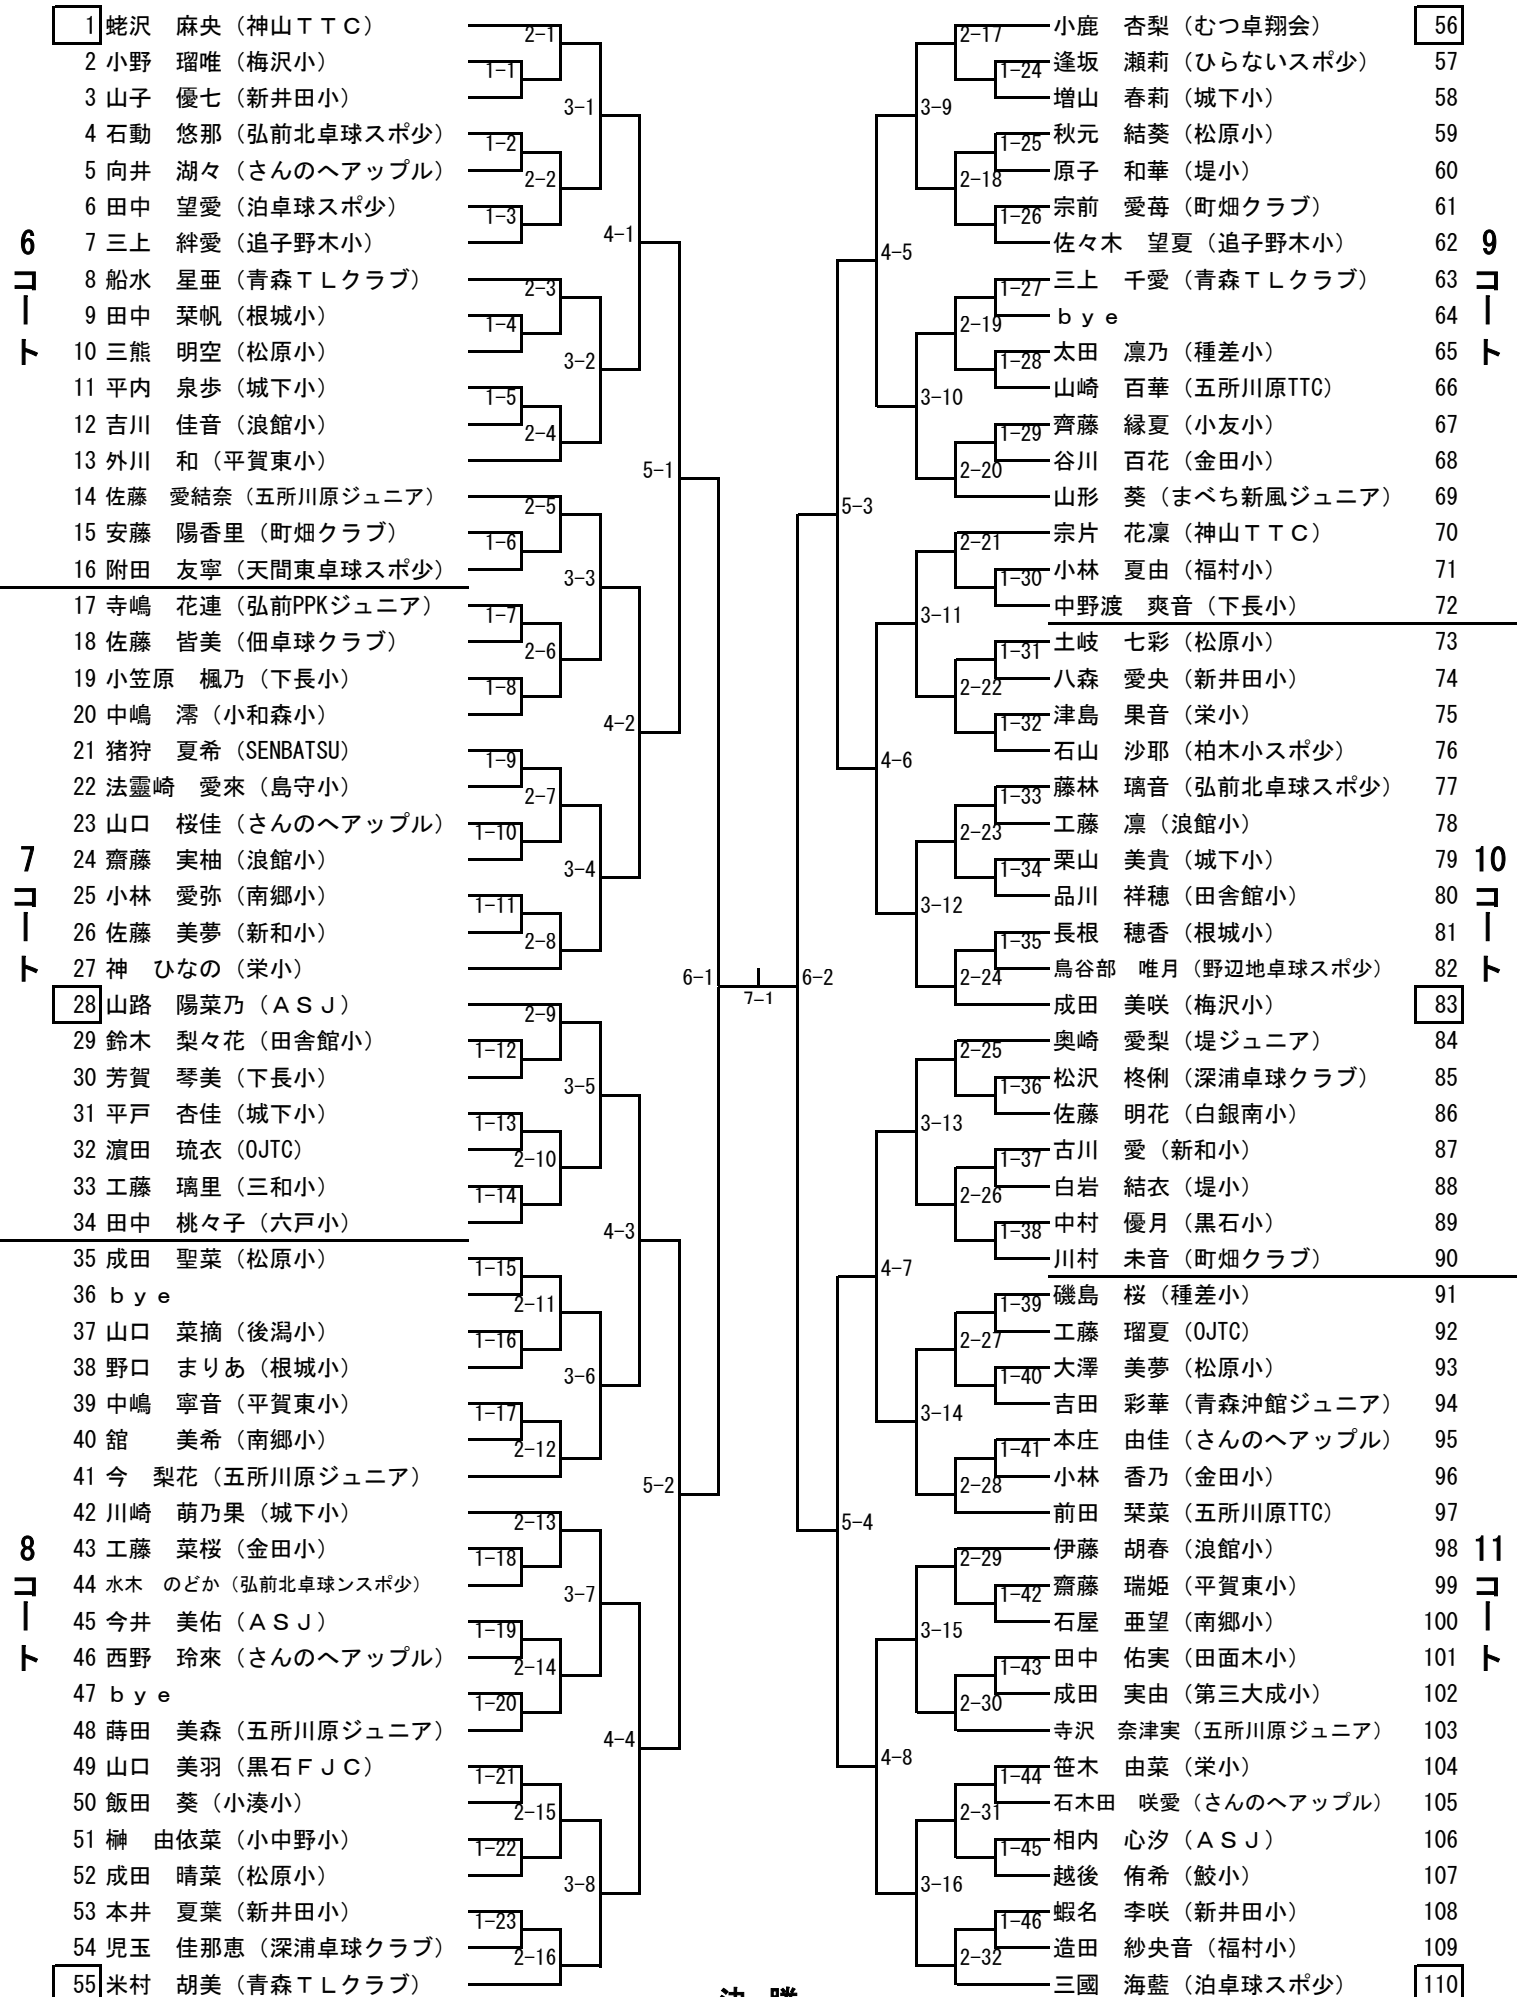 1 蛯沢　麻央（神山ＴＴＣ）
2 小野　瑠唯（梅沢小）
3 山子　優七（新井田小）
4 石動　悠那（弘前北卓球スポ少）
5 向井　湖々（さんのへアップル）
6 田中　望愛（泊卓球スポ少）
7 三上　絆愛（追子野木小）
8 船水　星亜（青森ＴＬクラブ）
9 田中　栞帆（根城小）
10 三熊　明空（松原小）
11 平内　泉歩（城下小）
12 吉川　佳音（浪館小）
13 外川　和（平賀東小）
14 佐藤　愛結奈（五所川原ジュニア）
15 安藤　陽香里（町畑クラブ）
16 附田　友寧（天間東卓球スポ少）
6コート
17 寺嶋　花連（弘前PPKジュニア）
18 佐藤　皆美（佃卓球クラブ）
19 小笠原　楓乃（下長小）
20 中嶋　澪（小和森小）
21 猪狩　夏希（SENBATSU）
22 法靈崎　愛來（島守小）
23 山口　桜佳（さんのへアップル）
24 齋藤　実柚（浪館小）
25 小林　愛弥（南郷小）
26 佐藤　美夢（新和小）
27 神　ひなの（栄小）
28 山路　陽菜乃（ＡＳＪ）
29 鈴木　梨々花（田舎館小）
30 芳賀　琴美（下長小）
31 平戸　杏佳（城下小）
32 濵田　琉衣（OJTC）
33 工藤　璃里（三和小）
34 田中　桃々子（六戸小）
7コート
35 成田　聖菜（松原小）
36 ｂｙｅ
37 山口　菜摘（後潟小）
38 野口　まりあ（根城小）
39 中嶋　寧音（平賀東小）
40 舘　　美希（南郷小）
41 今　梨花（五所川原ジュニア）
42 川崎　萌乃果（城下小）
43 工藤　菜桜（金田小）
44 水木　のどか（弘前北卓球ンスポ少）
45 今井　美佑（ＡＳＪ）
46 西野　玲來（さんのへアップル）
47 ｂｙｅ
48 蒔田　美森（五所川原ジュニア）
49 山口　美羽（黒石ＦＪＣ）
50 飯田　葵（小湊小）
51 榊　由依菜（小中野小）
52 成田　晴菜（松原小）
53 本井　夏葉（新井田小）
54 児玉　佳那恵（深浦卓球クラブ）
55 米村　胡美（青森ＴＬクラブ）
8コート
1-1
1-2
1-3
1-4
1-5
1-6
1-7
1-8
1-9
1-10
1-11
1-12
1-13
1-14
1-15
1-16
1-17
1-18
1-19
1-20
1-21
1-22
1-23
2-1
2-2
2-3
2-4
2-5
2-6
2-7
2-8
2-9
2-10
2-11
2-12
2-13
2-14
2-15
2-16
3-1
3-2
3-3
3-4
3-5
3-6
3-7
3-8
4-1
4-2
4-3
4-4
5-1
5-2
6-1
7-1
6-2
5-3
5-4
4-5
4-6
4-7
4-8
3-9
3-10
3-11
3-12
3-13
3-14
3-15
3-16
2-17
2-18
2-19
2-20
2-21
2-22
2-23
2-24
2-25
2-26
2-27
2-28
2-29
2-30
2-31
2-32
1-24
1-25
1-26
1-27
1-28
1-29
1-30
1-31
1-32
1-33
1-34
1-35
1-36
1-37
1-38
1-39
1-40
1-41
1-42
1-43
1-44
1-45
1-46
小鹿　杏梨（むつ卓翔会） 56
逢坂　瀬莉（ひらないスポ少） 57
増山　春莉（城下小） 58
秋元　結葵（松原小） 59
原子　和華（堤小） 60
宗前　愛苺（町畑クラブ） 61
佐々木　望夏（追子野木小） 62
三上　千愛（青森ＴＬクラブ） 63
ｂｙｅ 64
太田　凛乃（種差小） 65
山崎　百華（五所川原TTC） 66
齊藤　縁夏（小友小） 67
谷川　百花（金田小） 68
山形　葵（まべち新風ジュニア） 69
宗片　花凜（神山ＴＴＣ） 70
小林　夏由（福村小） 71
中野渡　爽音（下長小） 72
9コート
土岐　七彩（松原小） 73
八森　愛央（新井田小） 74
津島　果音（栄小） 75
石山　沙耶（柏木小スポ少） 76
藤林　璃音（弘前北卓球スポ少） 77
工藤　凛（浪館小） 78
栗山　美貴（城下小） 79
品川　祥穂（田舎館小） 80
長根　穂香（根城小） 81
鳥谷部　唯月（野辺地卓球スポ少） 82
成田　美咲（梅沢小） 83
奥崎　愛梨（堤ジュニア） 84
松沢　柊俐（深浦卓球クラブ） 85
佐藤　明花（白銀南小） 86
古川　愛（新和小） 87
白岩　結衣（堤小） 88
中村　優月（黒石小） 89
川村　未音（町畑クラブ） 90
10コート
磯島　桜（種差小） 91
工藤　瑠夏（OJTC） 92
大澤　美夢（松原小） 93
吉田　彩華（青森沖館ジュニア） 94
本庄　由佳（さんのへアップル） 95
小林　香乃（金田小） 96
前田　栞菜（五所川原TTC） 97
伊藤　胡春（浪館小） 98
齋藤　瑞姫（平賀東小） 99
石屋　亜望（南郷小） 100
田中　佑実（田面木小） 101
成田　実由（第三大成小） 102
寺沢　奈津実（五所川原ジュニア） 103
笹木　由菜（栄小） 104
石木田　咲愛（さんのへアップル） 105
相内　心汐（ＡＳＪ） 106
越後　侑希（鮫小） 107
蝦名　李咲（新井田小） 108
造田　紗央音（福村小） 109
三國　海藍（泊卓球スポ少） 110
11コート
決　勝